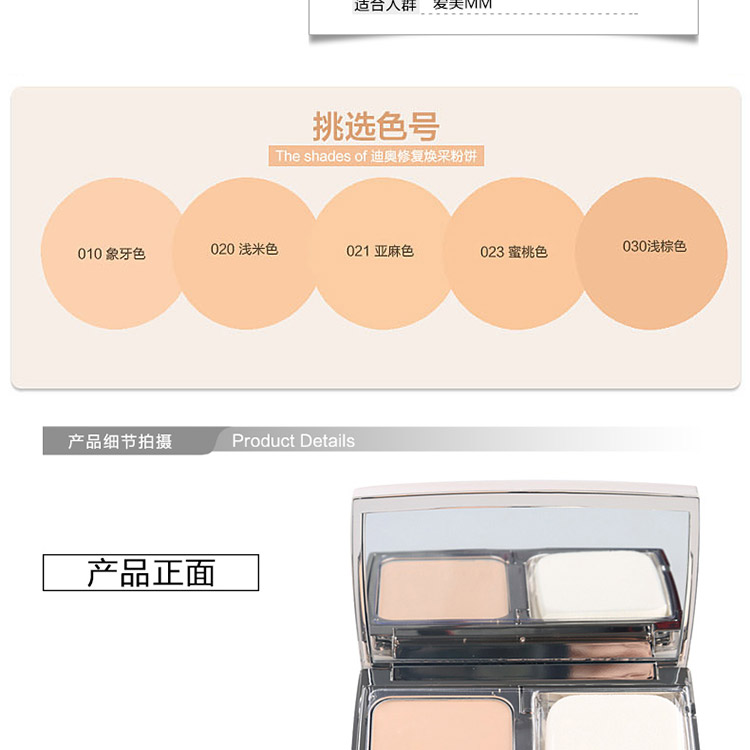 适合人群 爱美MM
挑选色号
The shades of 迪奥修复焕采粉饼
010 象牙色
020 浅米色
021 亚麻色
023 蜜桃色
030浅棕色
产品细节拍摄 Product Details
产品正面